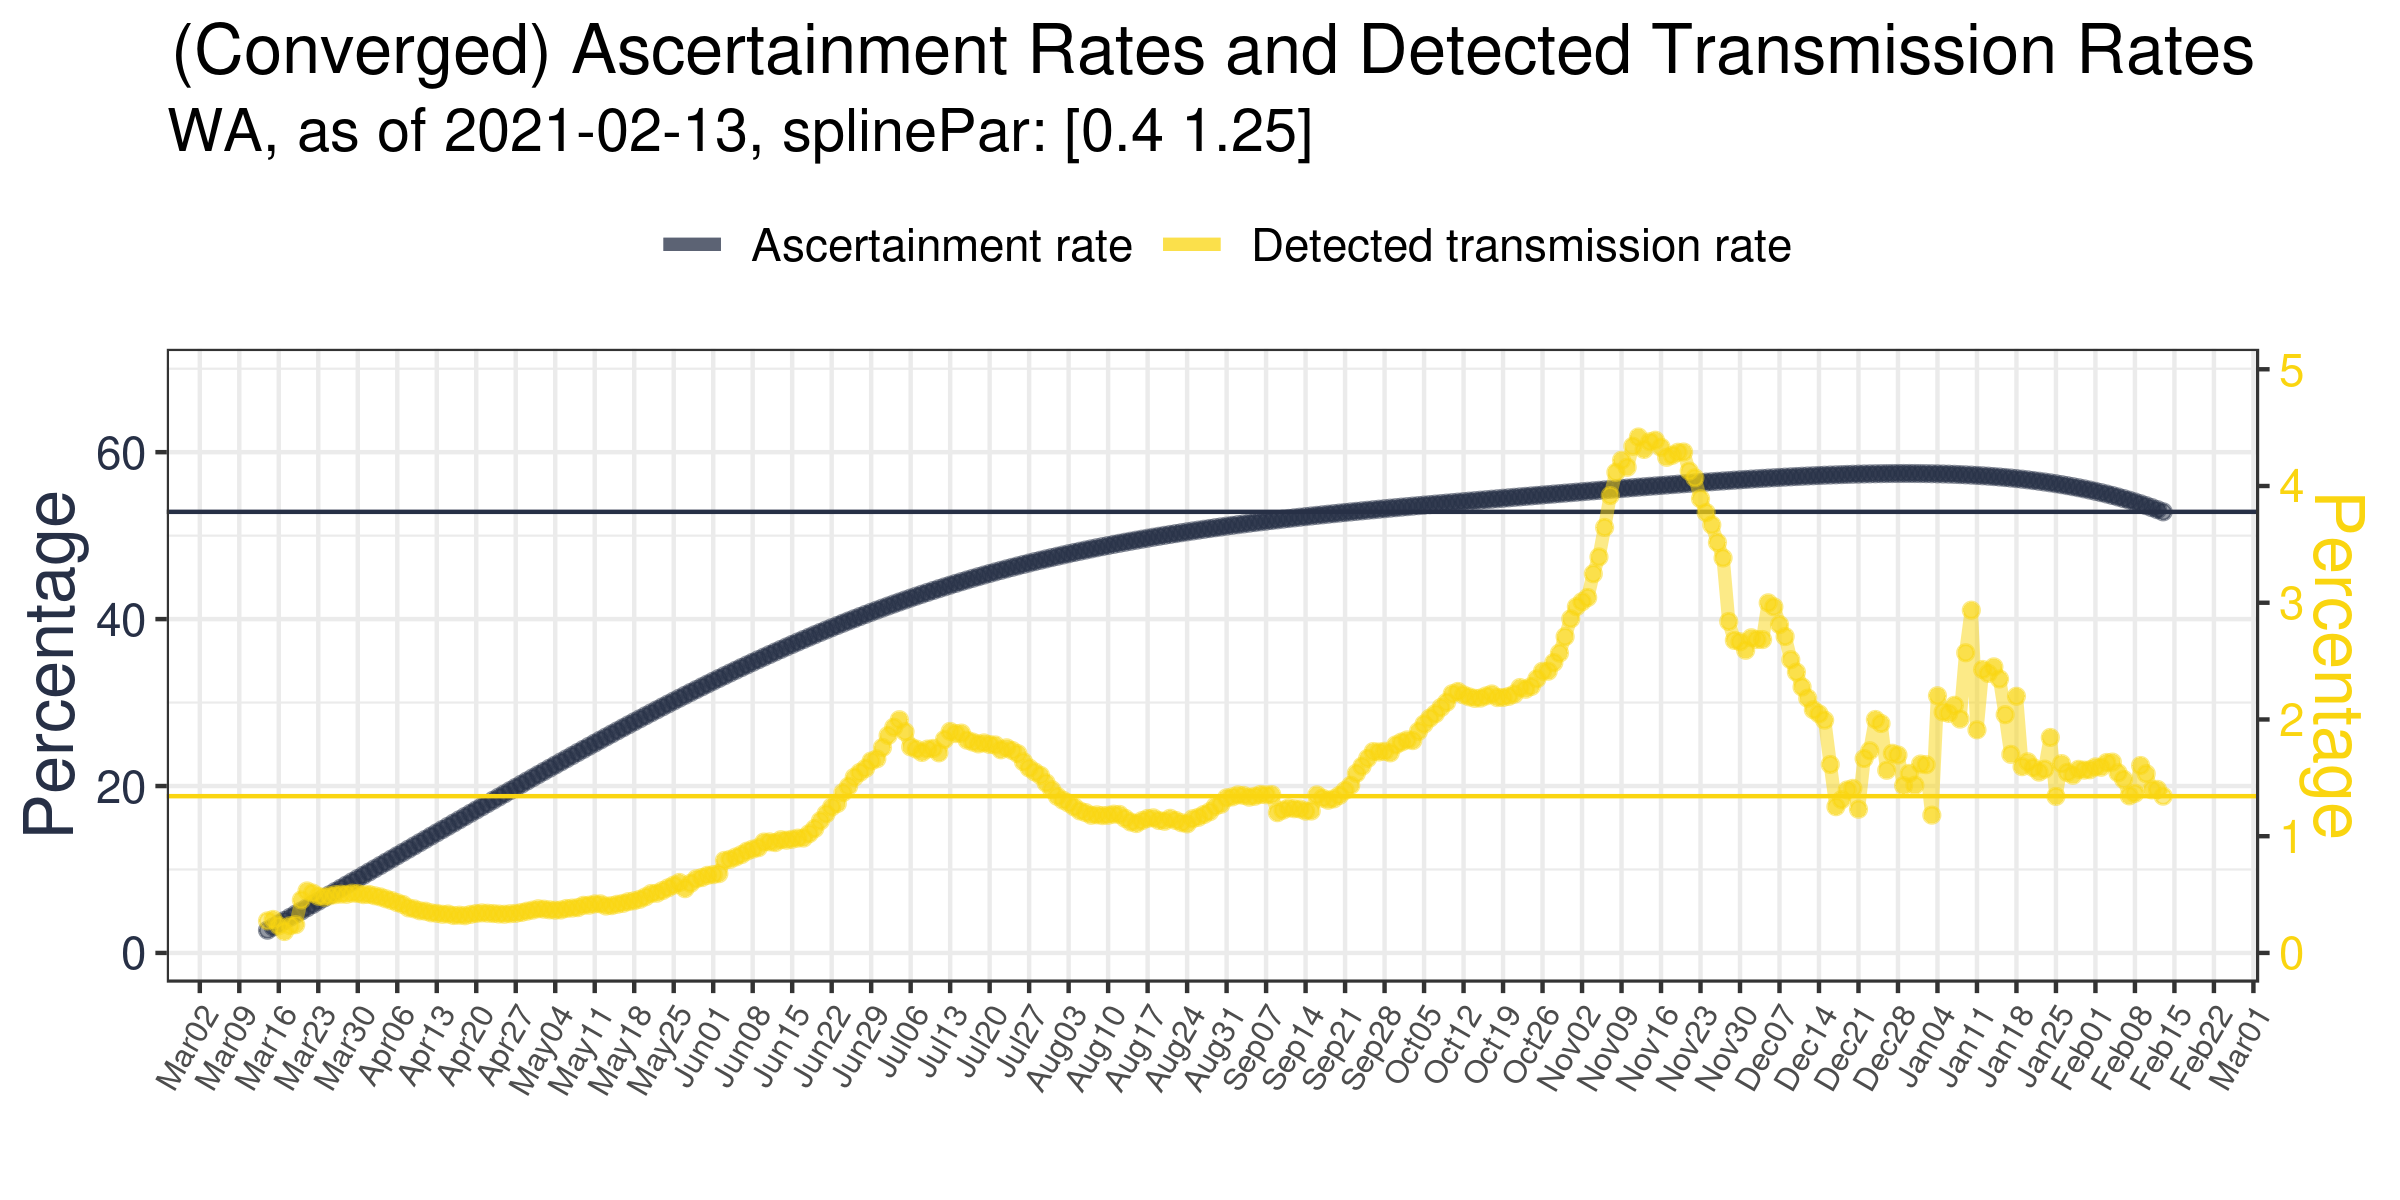 (Converged) Ascertainment Rates and Detected Transmission Rates
WA, as of 2021-02-13, splinePar: [0.4 1.25]
Ascertainment rate
Detected transmission rate
Percentage
60
40
20
0
5
4
3
2
1
0
Percentage
Mar02
Mar09
Mar16
Mar23
Mar30
Apr06
Apr13
Apr20
Apr27
May04
May11
May18
May25
Jun01
Jun08
Jun15
Jun22
Jun29
Jul06
Jul13
Jul20
Jul27
Aug03
Aug10
Aug17
Aug24
Aug31
Sep07
Sep14
Sep21
Sep28
Oct05
Oct12
Oct19
Oct26
Nov02
Nov09
Nov16
Nov23
Nov30
Dec07
Dec14
Dec21
Dec28
Jan04
Jan11
Jan18
Jan25
Feb01
Feb08
Feb15
Feb22
Mar01